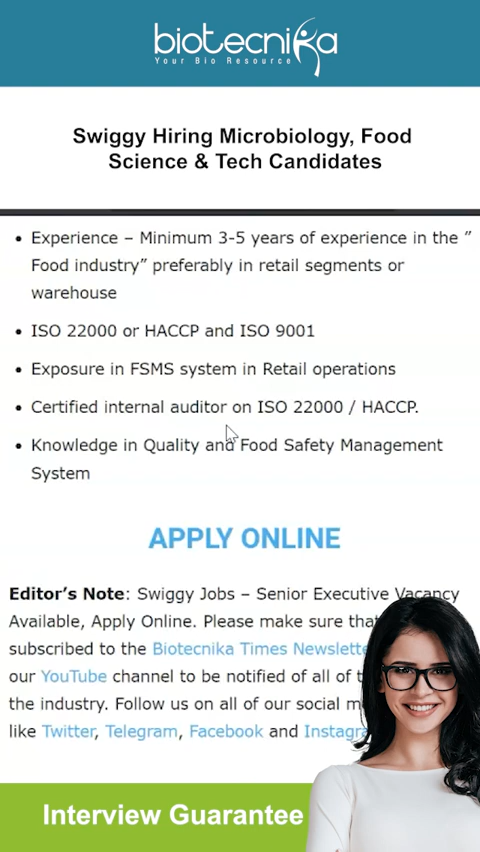 biotecnika
Your Bio Resource
Swiggy Hiring Microbiology, Food
Science & Tech Candidates
• Experience – Minimum 3-5 years of experience in the ”
Food industry” preferably in retail segments or
warehouse
• ISO 22000 or HACCP and ISO 9001
• Exposure in FSMS system in Retail operations
• Certified internal auditor on ISO 22000 / HACCP.
• Knowledge in Quality and Food Safety Management
System
APPLY ONLINE
Editor’s Note: Swiggy Jobs – Senior Executive Vacancy
Available, Apply Online. Please make sure that
subscribed to the Biotecnika Times Newslette
our YouTube channel to be notified of all of
the industry. Follow us on all of our social
like Twitter, Telegram, Facebook and Instagra
Interview Guarantee